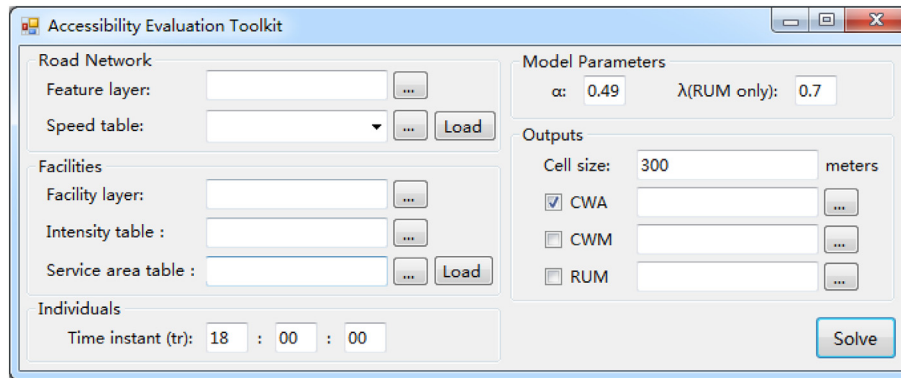 Accessibility Evaluation Toolkit
Road Network
Feature layer:
...
Speed table:
...
Load
Facilities
Facility layer:
...
Intensity table :
...
Service area table :
...
Load
Individuals
Time instant (tr): 18 : 00 : 00
Model Parameters
α: 0.49 λ(RUM only): 0.7
Outputs
Cell size: 300 meters
CWA
...
CWM
...
RUM
...
Solve